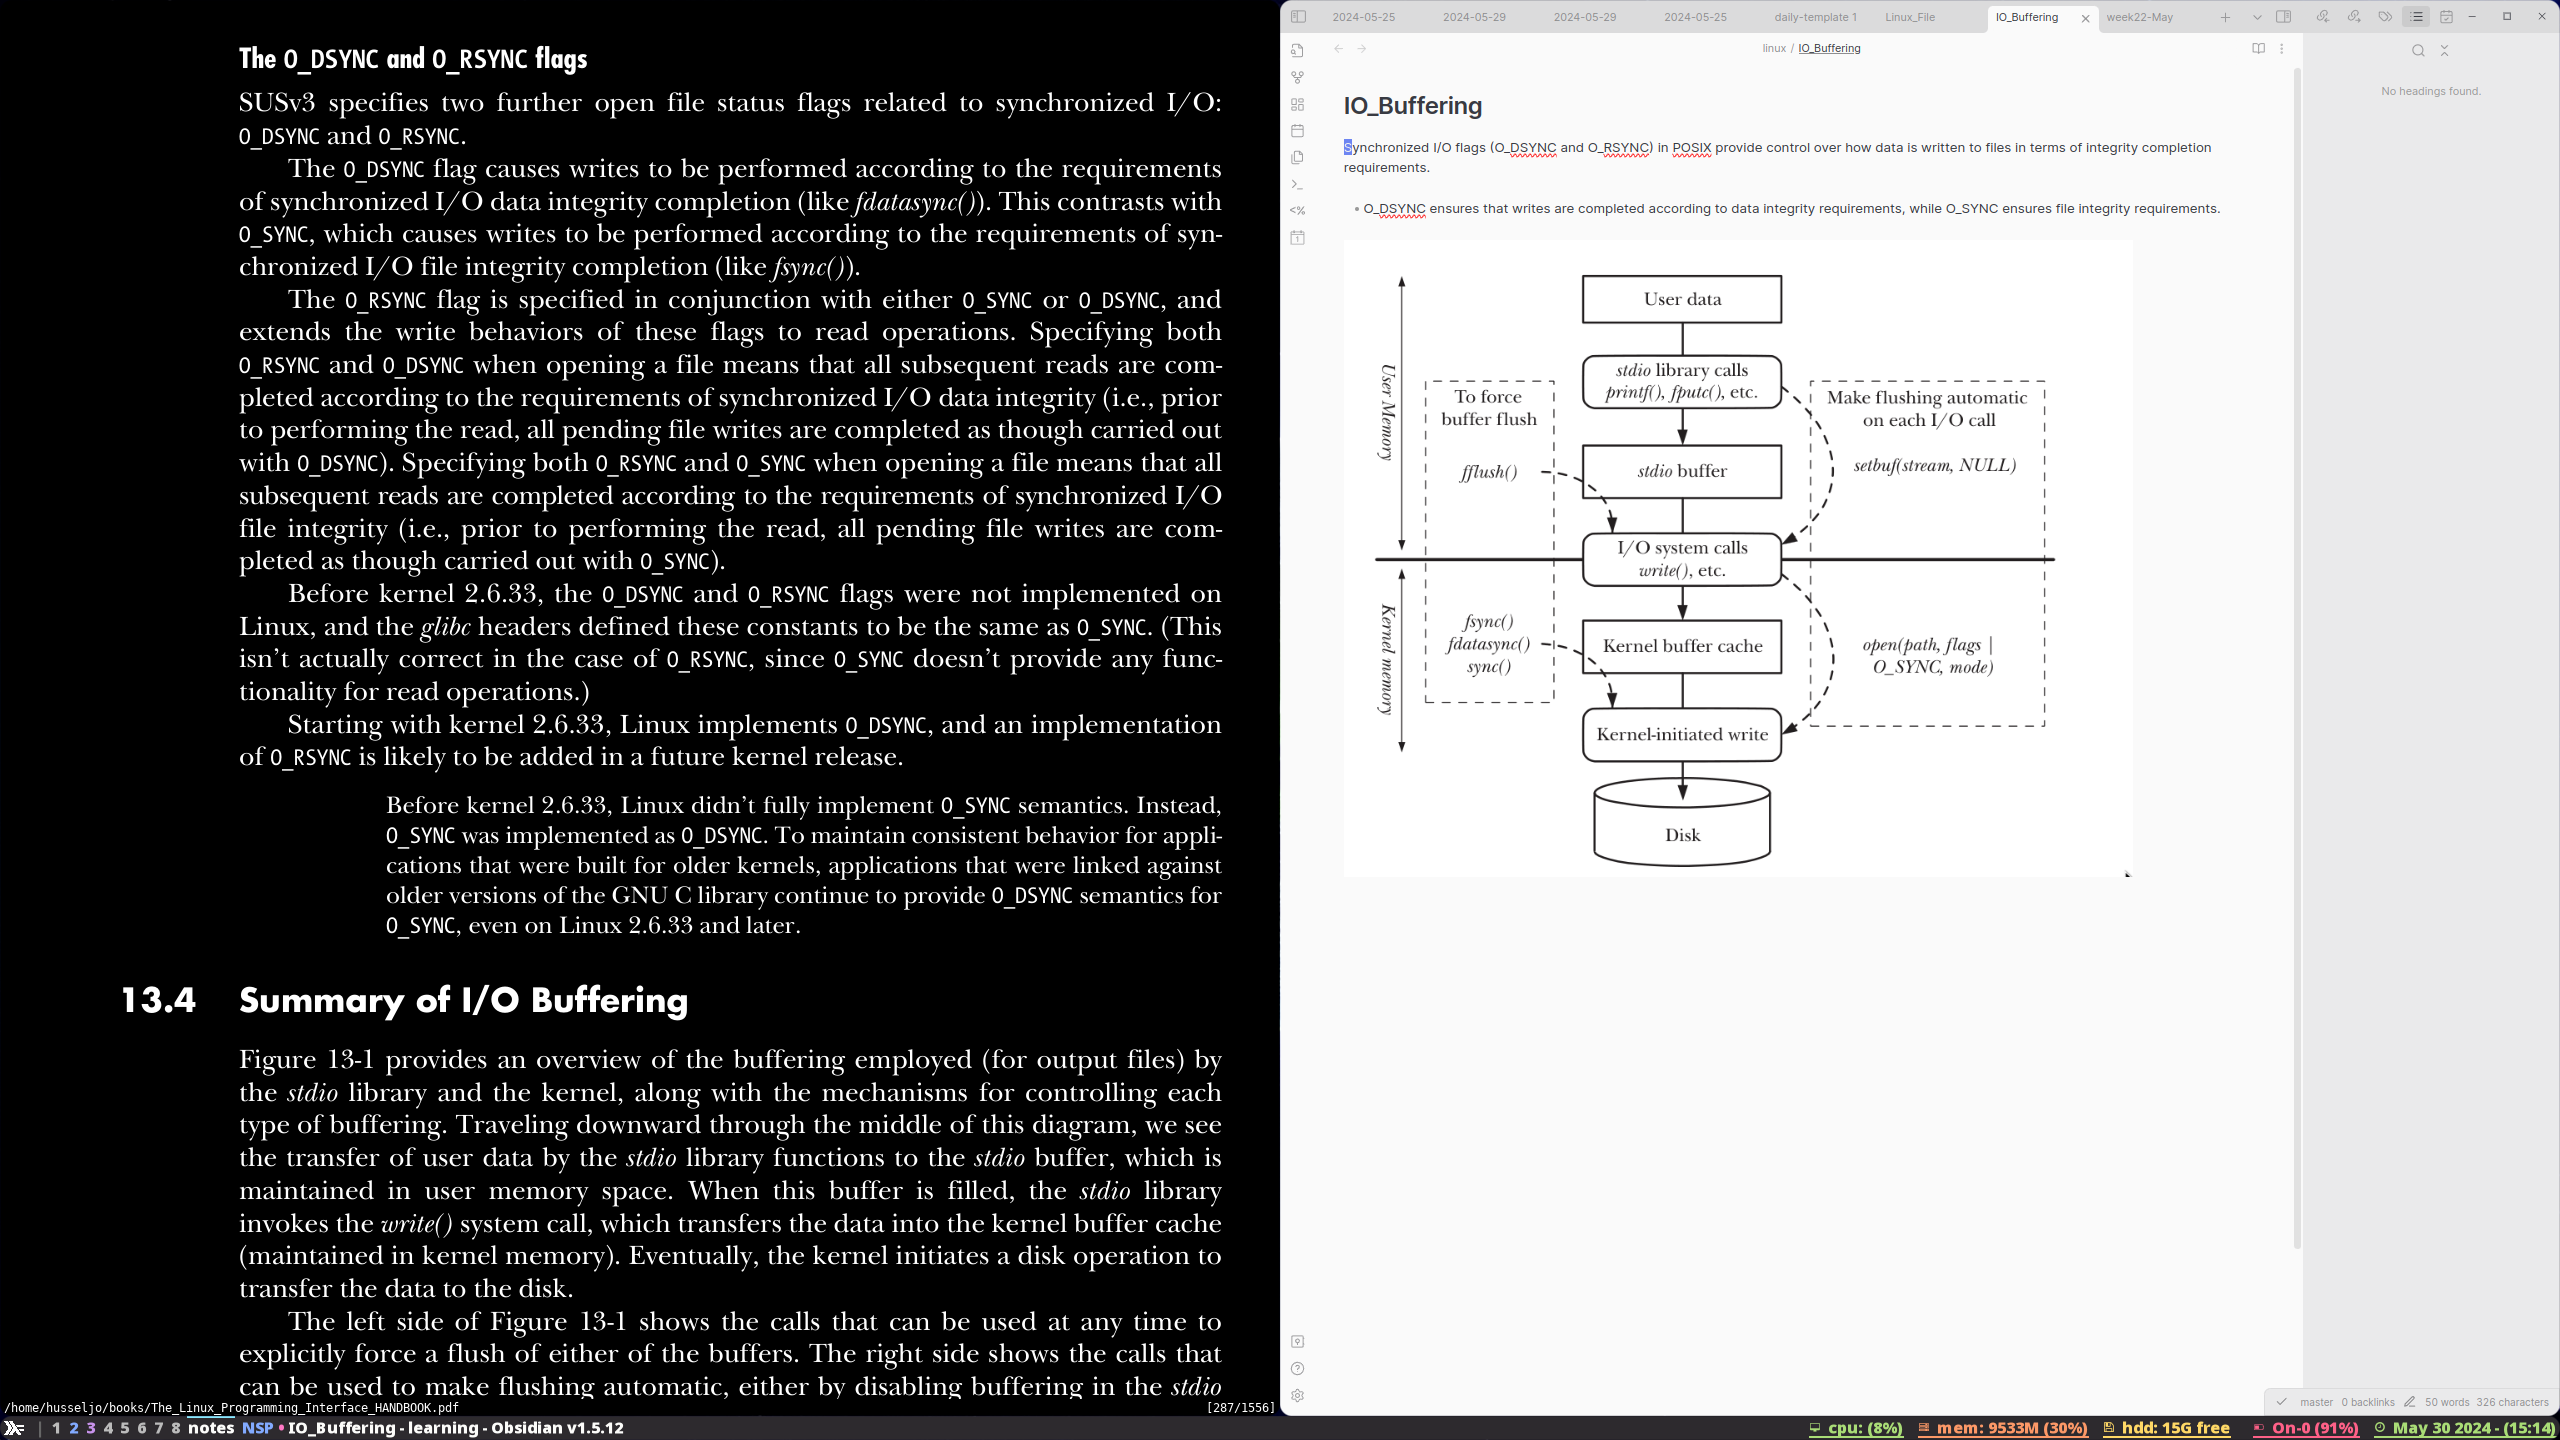 The O_DSYNC and O_RSYNC flags
SUSv3 specifies two further open file status flags related to synchronized I/O:
O_DSYNC and O_RSYNC.
The O_DSYNC flag causes writes to be performed according to the requirements
of synchronized I/O data integrity completion (like fdatasync()). This contrasts with
O_SYNC, which causes writes to be performed according to the requirements of syn-
chronized I/O file integrity completion (like fsync()).
The O_RSYNC flag is specified in conjunction with either O_SYNC or O_DSYNC, and
extends the write behaviors of these flags to read operations. Specifying both
O_RSYNC and O_DSYNC when opening a file means that all subsequent reads are com-
pleted according to the requirements of synchronized I/O data integrity (i.e., prior
to performing the read, all pending file writes are completed as though carried out
with O_DSYNC). Specifying both O_RSYNC and O_SYNC when opening a file means that all
subsequent reads are completed according to the requirements of synchronized I/O
file integrity (i.e., prior to performing the read, all pending file writes are com-
pleted as though carried out with O_SYNC).
Before kernel 2.6.33, the O_DSYNC and O_RSYNC flags were not implemented on
Linux, and the glibc headers defined these constants to be the same as O_SYNC. (This
isn't actually correct in the case of O_RSYNC, since O_SYNC doesn't provide any func-
tionality for read operations.)
Starting with kernel 2.6.33, Linux implements O_DSYNC, and an implementation
of O_RSYNC is likely to be added in a future kernel release.
Before kernel 2.6.33, Linux didn't fully implement O_SYNC semantics. Instead,
O_SYNC was implemented as O_DSYNC. To maintain consistent behavior for appli-
cations that were built for older kernels, applications that were linked against
older versions of the GNU C library continue to provide O_DSYNC semantics for
O_SYNC, even on Linux 2.6.33 and later.
13.4 Summary of I/O Buffering
Figure 13-1 provides an overview of the buffering employed (for output files) by
the stdio library and the kernel, along with the mechanisms for controlling each
type of buffering. Traveling downward through the middle of this diagram, we see
the transfer of user data by the stdio library functions to the stdio buffer, which is
maintained in user memory space. When this buffer is filled, the stdio library
invokes the write() system call, which transfers the data into the kernel buffer cache
(maintained in kernel memory). Eventually, the kernel initiates a disk operation to
transfer the data to the disk.
The left side of Figure 13-1 shows the calls that can be used at any time to
explicitly force a flush of either of the buffers. The right side shows the calls that
can be used to make flushing automatic, either by disabling buffering in the stdio
/home/husseljo/books/The_Linux_Programming_Interface_HANDBOOK.pdf [287/1556]
2024-05-25 2024-05-29 2024-05-29 2024-05-25 daily-template 1 Linux_File IO_Buffering week22-May
linux / IO_Buffering
No headings found.
IO_Buffering
Synchronized I/O flags (O_DSYNC and O_RSYNC) in POSIX provide control over how data is written to files in terms of integrity completion
requirements.
• O_DSYNC ensures that writes are completed according to data integrity requirements, while O_SYNC ensures file integrity requirements.
User Memory
User data
stdio library calls
printf(), fputc(), etc.
To force
buffer flush
Make flushing automatic
on each I/O call
fflush()
stdio buffer
setbuf(stream, NULL)
I/O system calls
write(), etc.
Kernel memory
fsync()
fdatasync()
sync()
Kernel buffer cache
open(path, flags |
O_SYNC, mode)
Kernel-initiated write
Disk
master 0 backlinks 50 words 326 characters
1 2 3 4 5 6 7 8 notes NSP • IO_Buffering - learning - Obsidian v1.5.12 cpu: (8%) mem: 9533M (30%) hdd: 15G free On-0 (91%) May 30 2024 - (15:14)